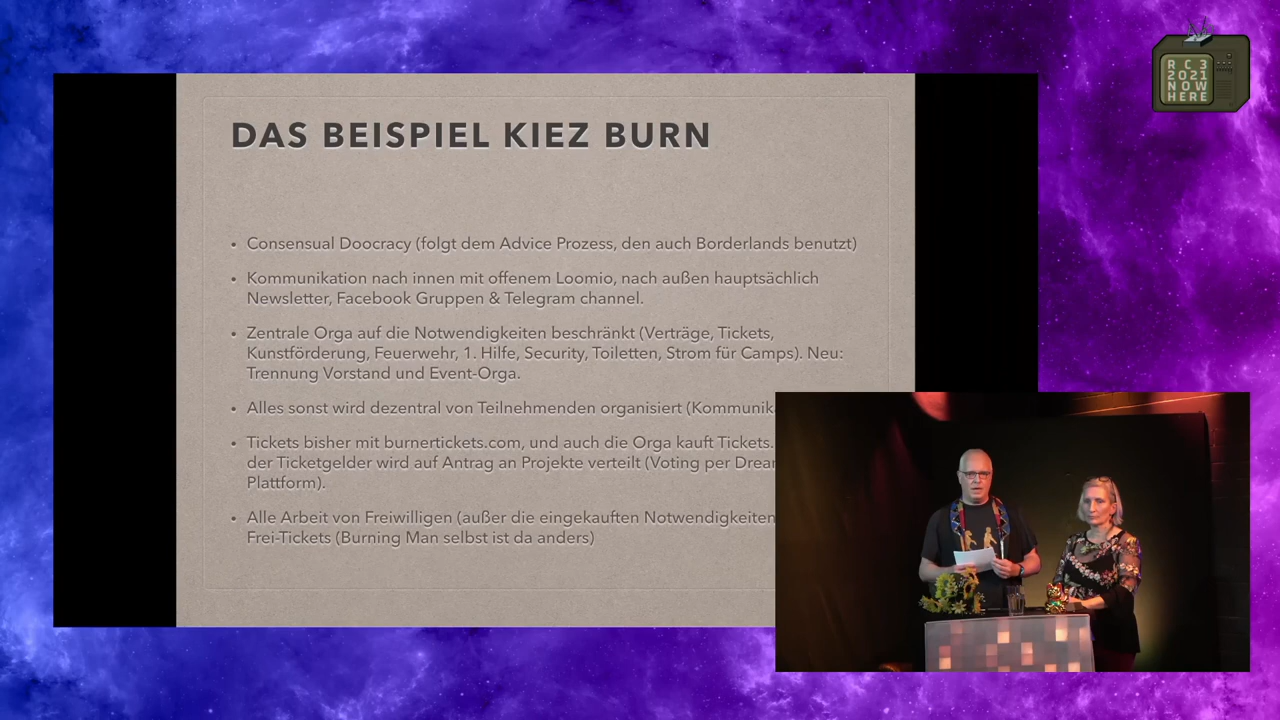 DAS BEISPIEL KIEZ BURN
• Consensual Doocracy (folgt dem Advice Prozess, den auch Borderlands benutzt)
• Kommunikation nach innen mit offenem Loomio, nach außen hauptsächlich
Newsletter, Facebook Gruppen & Telegram channel.
• Zentrale Orga auf die Notwendigkeiten beschränkt (Verträge, Tickets,
Kunstförderung, Feuerwehr, 1. Hilfe, Security, Toiletten, Strom für Camps). Neu:
Trennung Vorstand und Event-Orga.
• Alles sonst wird dezentral von Teilnehmenden organisiert
• Tickets bisher mit burnertickets.com, und auch die Orga kauft Tickets.
der Ticketgelder wird auf Antrag an Projekte verteilt (Voting per
Plattform).
• Alle Arbeit von Freiwilligen (außer die eingekauften Notwendigkeiten
Frei-Tickets (Burning Man selbst ist da anders)
RC3
2021
NOW
HERE